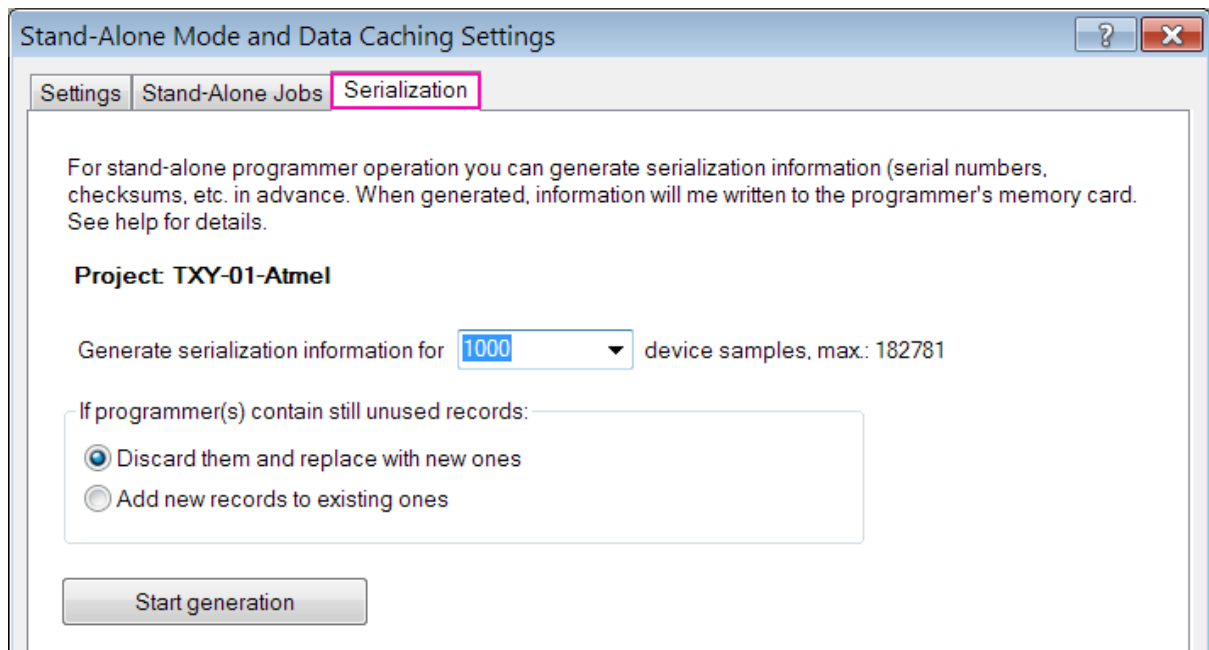 Stand-Alone Mode and Data Caching Settings
?
Settings Stand-Alone Jobs Serialization
For stand-alone programmer operation you can generate serialization information (serial numbers,
checksums, etc. in advance. When generated, information will me written to the programmer's memory card.
See help for details.
Project: TXY-01-Atmel
Generate serialization information for 1000 device samples, max.: 182781
If programmer(s) contain still unused records:
Discard them and replace with new ones
Add new records to existing ones
Start generation